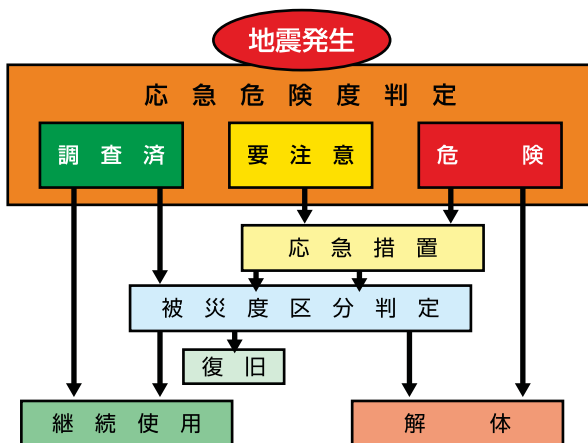 地震発生
応急危険度判定
調査済
要注意
危険
応急措置
被災度区分判定
復旧
継続使用
解体